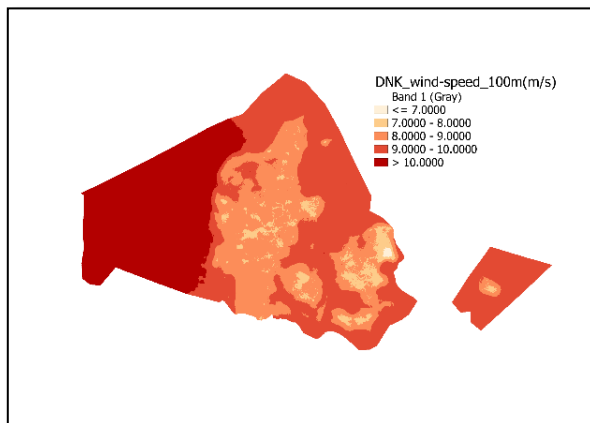 DNK_wind-speed_100m(m/s)
Band 1 (Gray)
<= 7.0000
7.0000 - 8.0000
8.0000 - 9.0000
9.0000 - 10.0000
> 10.0000